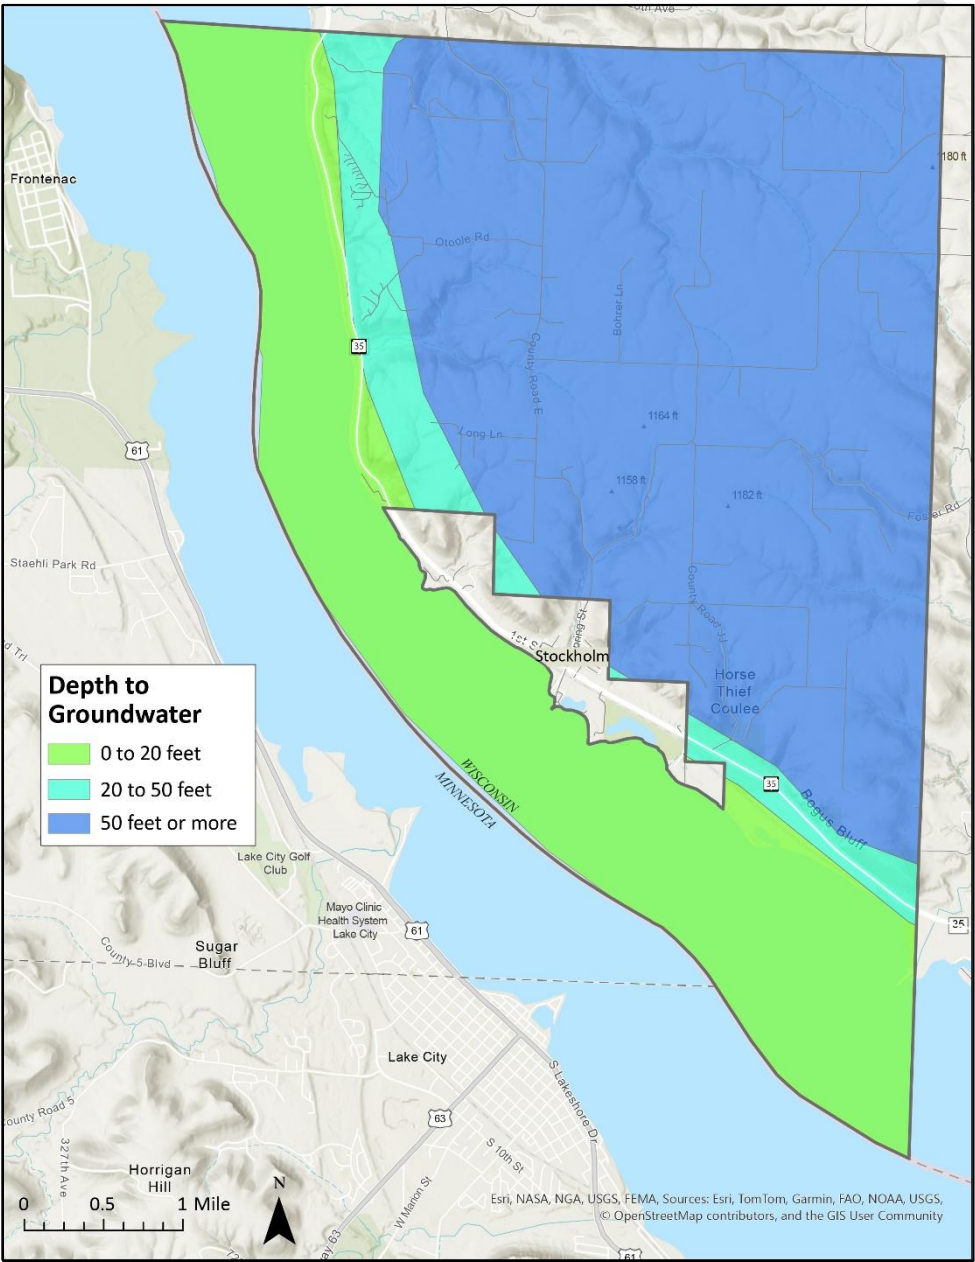 Frontenac
180 ft
Otoole Rd
Bohrer Ln
35
County Road E
1164 ft
Long Ln
61
1158 ft
1182 ft
Foster Rd
Staehli Park Rd
County Road J
1st S
Spring St
Stockholm
d Trl
Horse
Thief
Coulee
Depth to
Groundwater
0 to 20 feet
20 to 50 feet
50 feet or more
WISCONSIN
MINNESOTA
35
Bogus Bluff
Lake City Golf
Club
Mayo Clinic
Health System
Lake City
61
35
Sugar
Bluff
County 5 Blvd
Lake City
S Lakeshore Dr
ounty Road 5
63
327th Ave
S 10th St
Horrigan
Hill
W Marion St
N
0 0.5 1 Mile
Esri, NASA, NGA, USGS, FEMA, Sources: Esri, TomTom, Garmin, FAO, NOAA, USGS,
© OpenStreetMap contributors, and the GIS User Community
ay 63
61